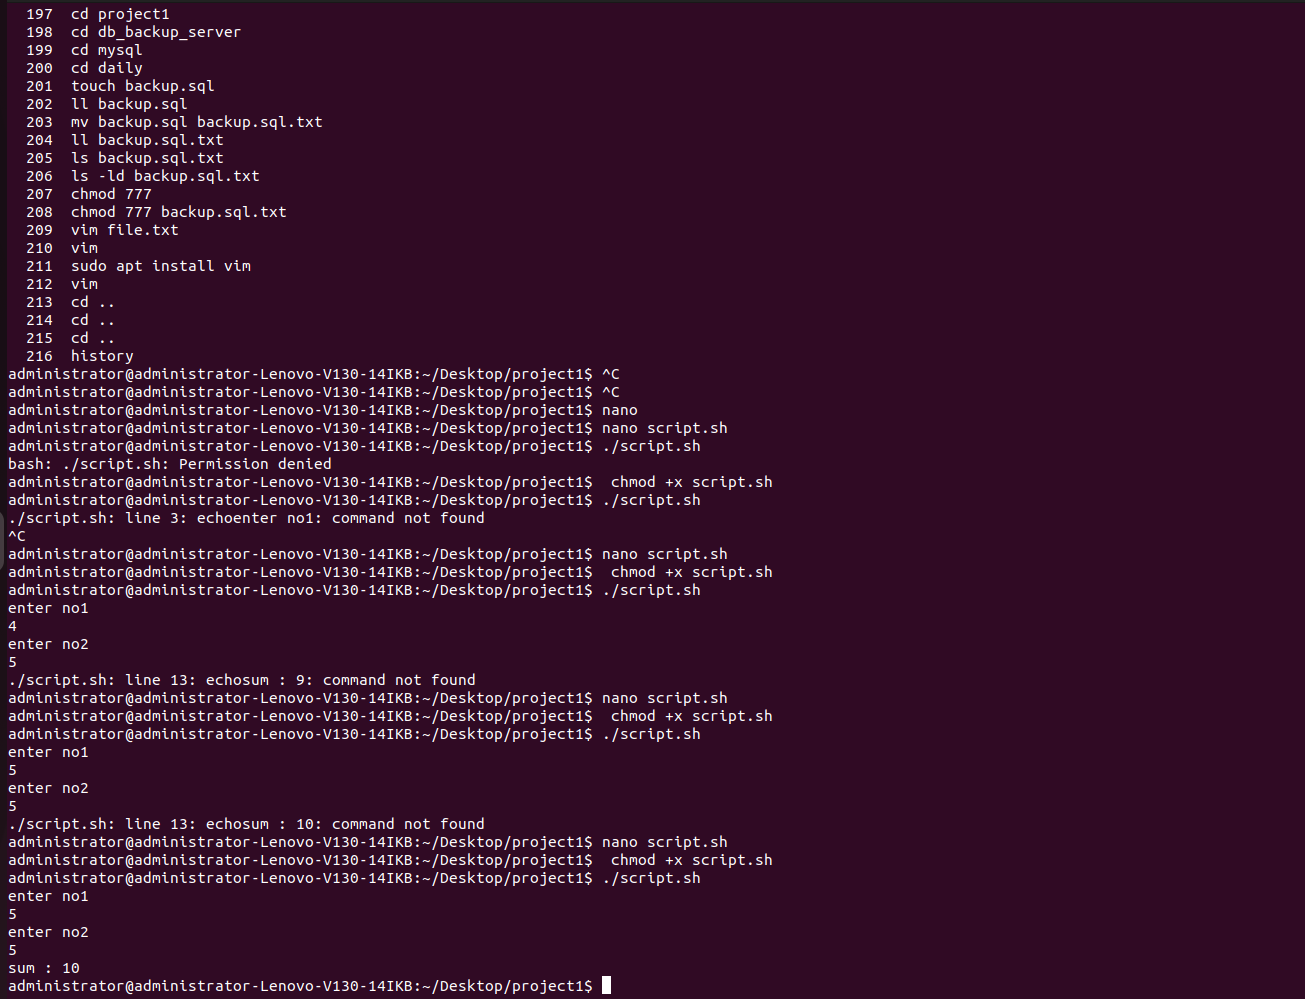 197  cd project1
198  cd db_backup_server
199  cd mysql
200  cd daily
201  touch backup.sql
202  ll backup.sql
203  mv backup.sql backup.sql.txt
204  ll backup.sql.txt
205  ls backup.sql.txt
206  ls -ld backup.sql.txt
207  chmod 777
208  chmod 777 backup.sql.txt
209  vim file.txt
210  vim
211  sudo apt install vim
212  vim
213  cd ..
214  cd ..
215  cd ..
216  history
administrator@administrator-Lenovo-V130-14IKB:~/Desktop/project1$ ^C
administrator@administrator-Lenovo-V130-14IKB:~/Desktop/project1$ ^C
administrator@administrator-Lenovo-V130-14IKB:~/Desktop/project1$ nano
administrator@administrator-Lenovo-V130-14IKB:~/Desktop/project1$ nano script.sh
administrator@administrator-Lenovo-V130-14IKB:~/Desktop/project1$ ./script.sh
bash: ./script.sh: Permission denied
administrator@administrator-Lenovo-V130-14IKB:~/Desktop/project1$  chmod +x script.sh
administrator@administrator-Lenovo-V130-14IKB:~/Desktop/project1$ ./script.sh
./script.sh: line 3: echoenter no1: command not found
^C
administrator@administrator-Lenovo-V130-14IKB:~/Desktop/project1$ nano script.sh
administrator@administrator-Lenovo-V130-14IKB:~/Desktop/project1$  chmod +x script.sh
administrator@administrator-Lenovo-V130-14IKB:~/Desktop/project1$ ./script.sh
enter no1
4
enter no2
5
./script.sh: line 13: echosum : 9: command not found
administrator@administrator-Lenovo-V130-14IKB:~/Desktop/project1$ nano script.sh
administrator@administrator-Lenovo-V130-14IKB:~/Desktop/project1$  chmod +x script.sh
administrator@administrator-Lenovo-V130-14IKB:~/Desktop/project1$ ./script.sh
enter no1
5
enter no2
5
./script.sh: line 13: echosum : 10: command not found
administrator@administrator-Lenovo-V130-14IKB:~/Desktop/project1$ nano script.sh
administrator@administrator-Lenovo-V130-14IKB:~/Desktop/project1$  chmod +x script.sh
administrator@administrator-Lenovo-V130-14IKB:~/Desktop/project1$ ./script.sh
enter no1
5
enter no2
5
sum : 10
administrator@administrator-Lenovo-V130-14IKB:~/Desktop/project1$